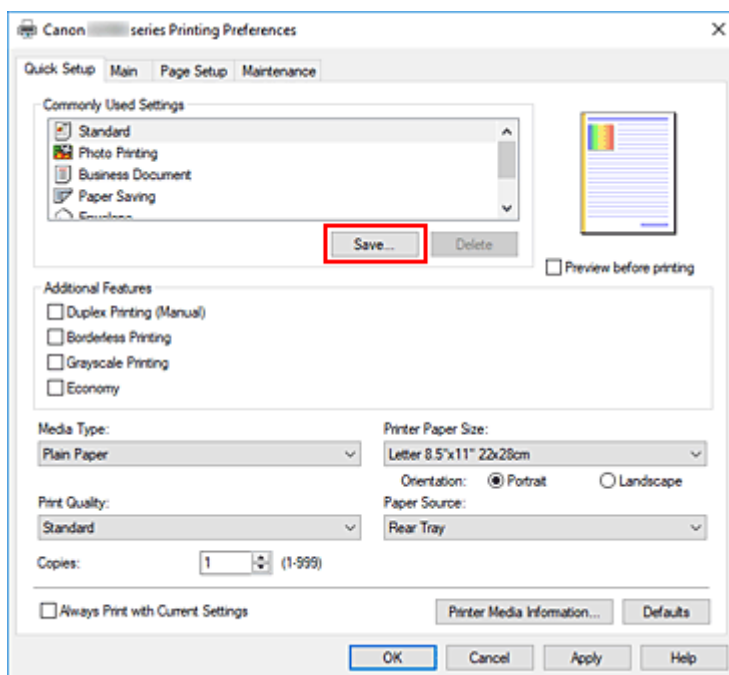 Canon series Printing Preferences
Quick Setup Main Page Setup Maintenance
Commonly Used Settings
Standard
Photo Printing
Business Document
Paper Saving
Envelope
Save... Delete
Preview before printing
Additional Features
Duplex Printing (Manual)
Borderless Printing
Grayscale Printing
Economy
Media Type: Printer Paper Size:
Plain Paper Letter 8.5"x11" 22x28cm
Orientation: Portrait Landscape
Print Quality: Paper Source:
Standard Rear Tray
Copies: 1 (1-999)
Always Print with Current Settings Printer Media Information... Defaults
OK Cancel Apply Help